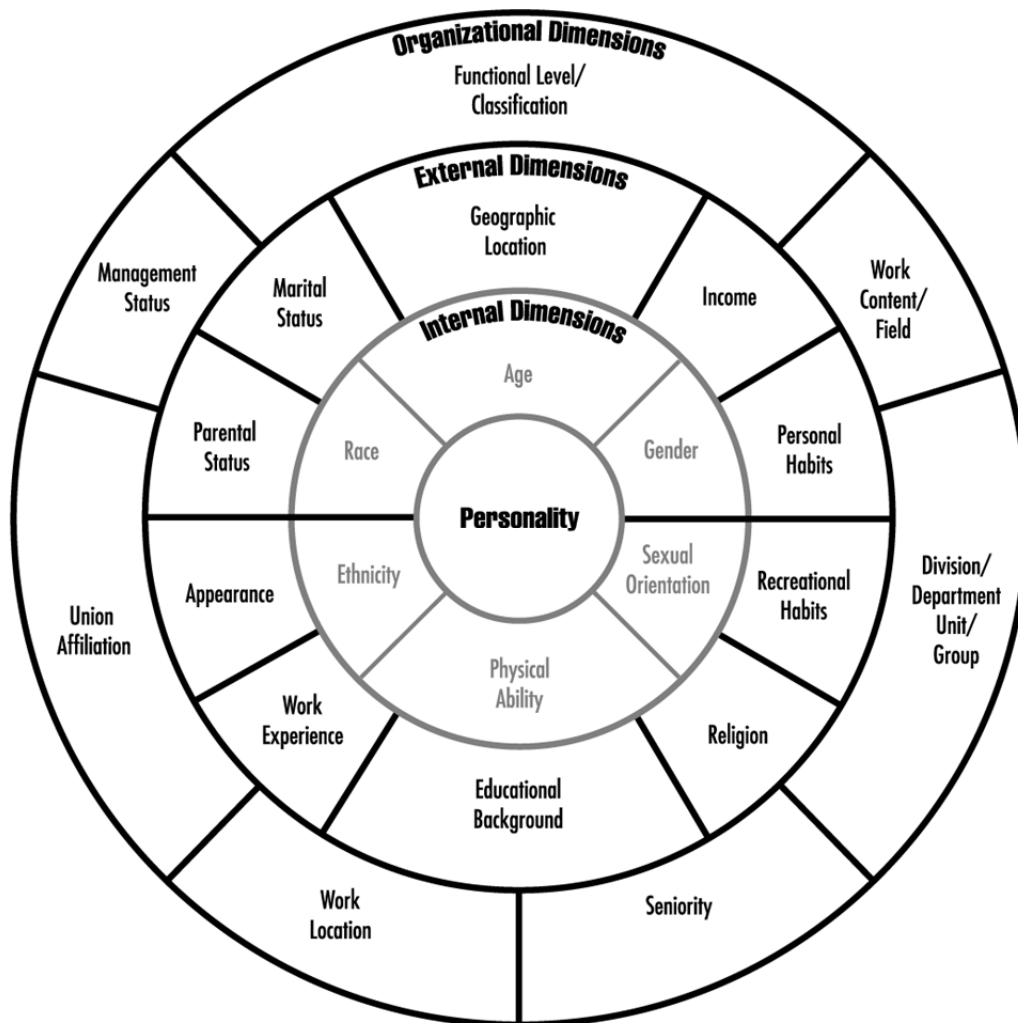 Organizational Dimensions
Functional Level/
Classification
External Dimensions
Geographic
Location
Management
Status
Marital
Status
Income
Work
Content/
Field
Internal Dimensions
Age
Parental
Status
Race
Gender
Personal
Habits
Personality
Union
Affiliation
Appearance
Ethnicity
Sexual
Orientation
Recreational
Habits
Division/
Department
Unit/
Group
Physical
Ability
Work
Experience
Religion
Educational
Background
Work
Location
Seniority